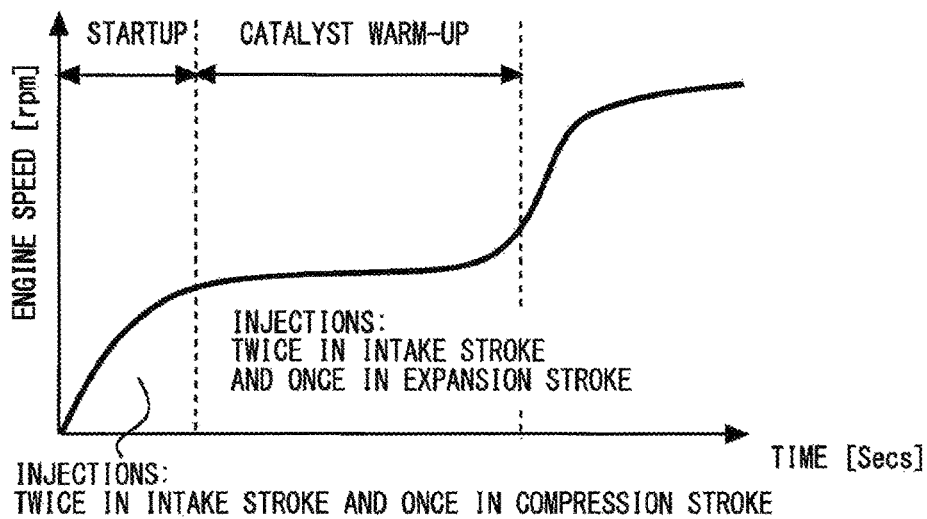 STARTUP
CATALYST WARM-UP
ENGINE SPEED [rpm]
INJECTIONS:
TWICE IN INTAKE STROKE
AND ONCE IN EXPANSION STROKE
TIME [Secs]
INJECTIONS:
TWICE IN INTAKE STROKE AND ONCE IN COMPRESSION STROKE